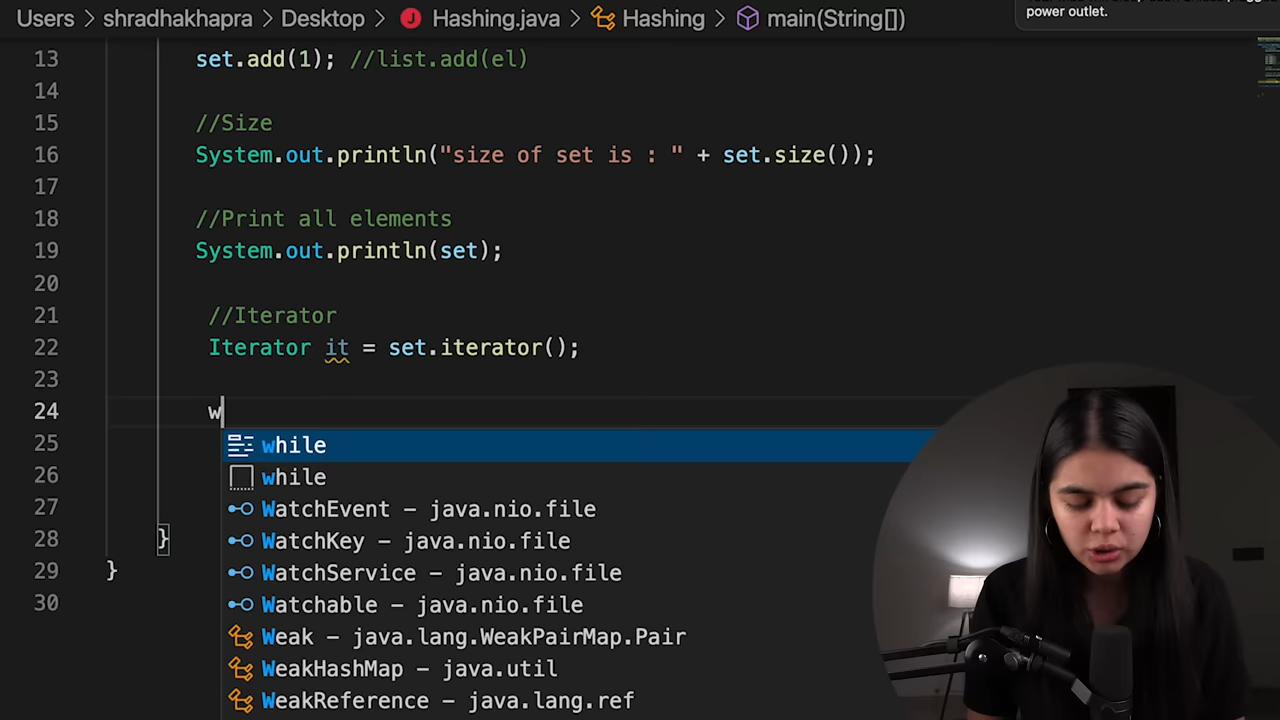 Users > shradhakhapra > Desktop > J Hashing.java > Hashing > main(String[])
power outlet.
13 set.add(1); //list.add(el)
14
15 //Size
16 System.out.println("size of set is : " + set.size());
17
18 //Print all elements
19 System.out.println(set);
20
21 //Iterator
22 Iterator it = set.iterator();
23
24 w
25 while
26 while
27 WatchEvent – java.nio.file
28 } WatchKey – java.nio.file
29 } WatchService – java.nio.file
30 Watchable – java.nio.file
Weak – java.lang.WeakPairMap.Pair
WeakHashMap – java.util
WeakReference – java.lang.ref